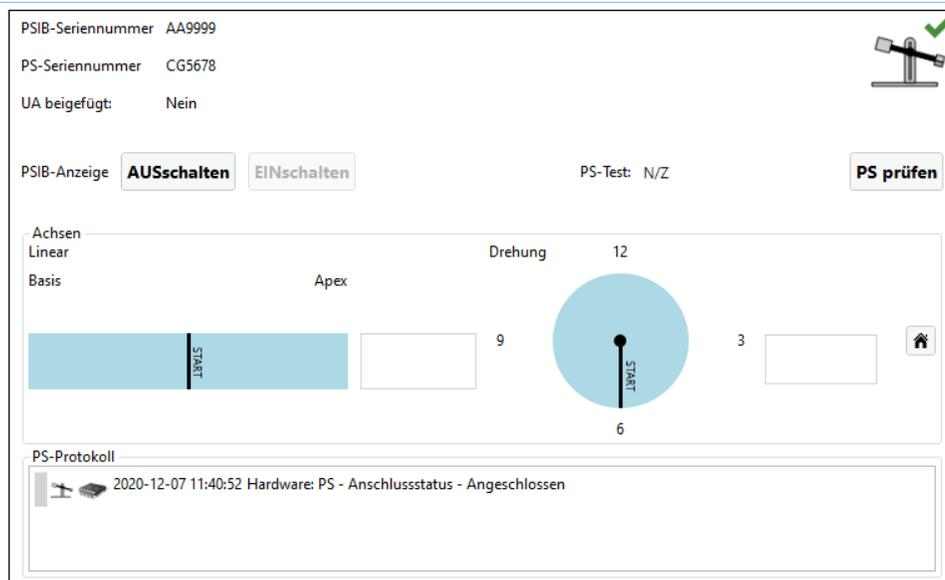 PSIB-Seriennummer AA9999
PS-Seriennummer CG5678
UA beigefügt: Nein
PSIB-Anzeige AUSschalten EINschalten PS-Test: N/Z PS prüfen
Achsen
Linear Drehung 12
Basis Apex
START 9 START 3
6
PS-Protokoll
2020-12-07 11:40:52 Hardware: PS - Anschlussstatus - Angeschlossen